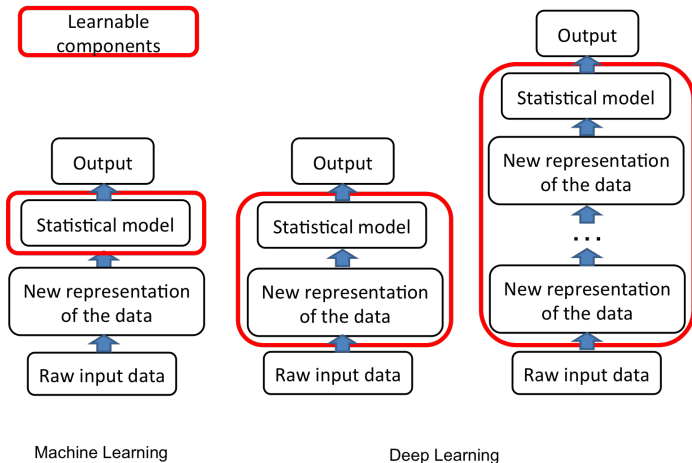 Learnable
components
Output
Statistical model
New representation
of the data
Raw input data
Machine Learning
Output
Statistical model
New representation
of the data
Raw input data
Output
Statistical model
New representation
of the data
...
New representation
of the data
Raw input data
Deep Learning